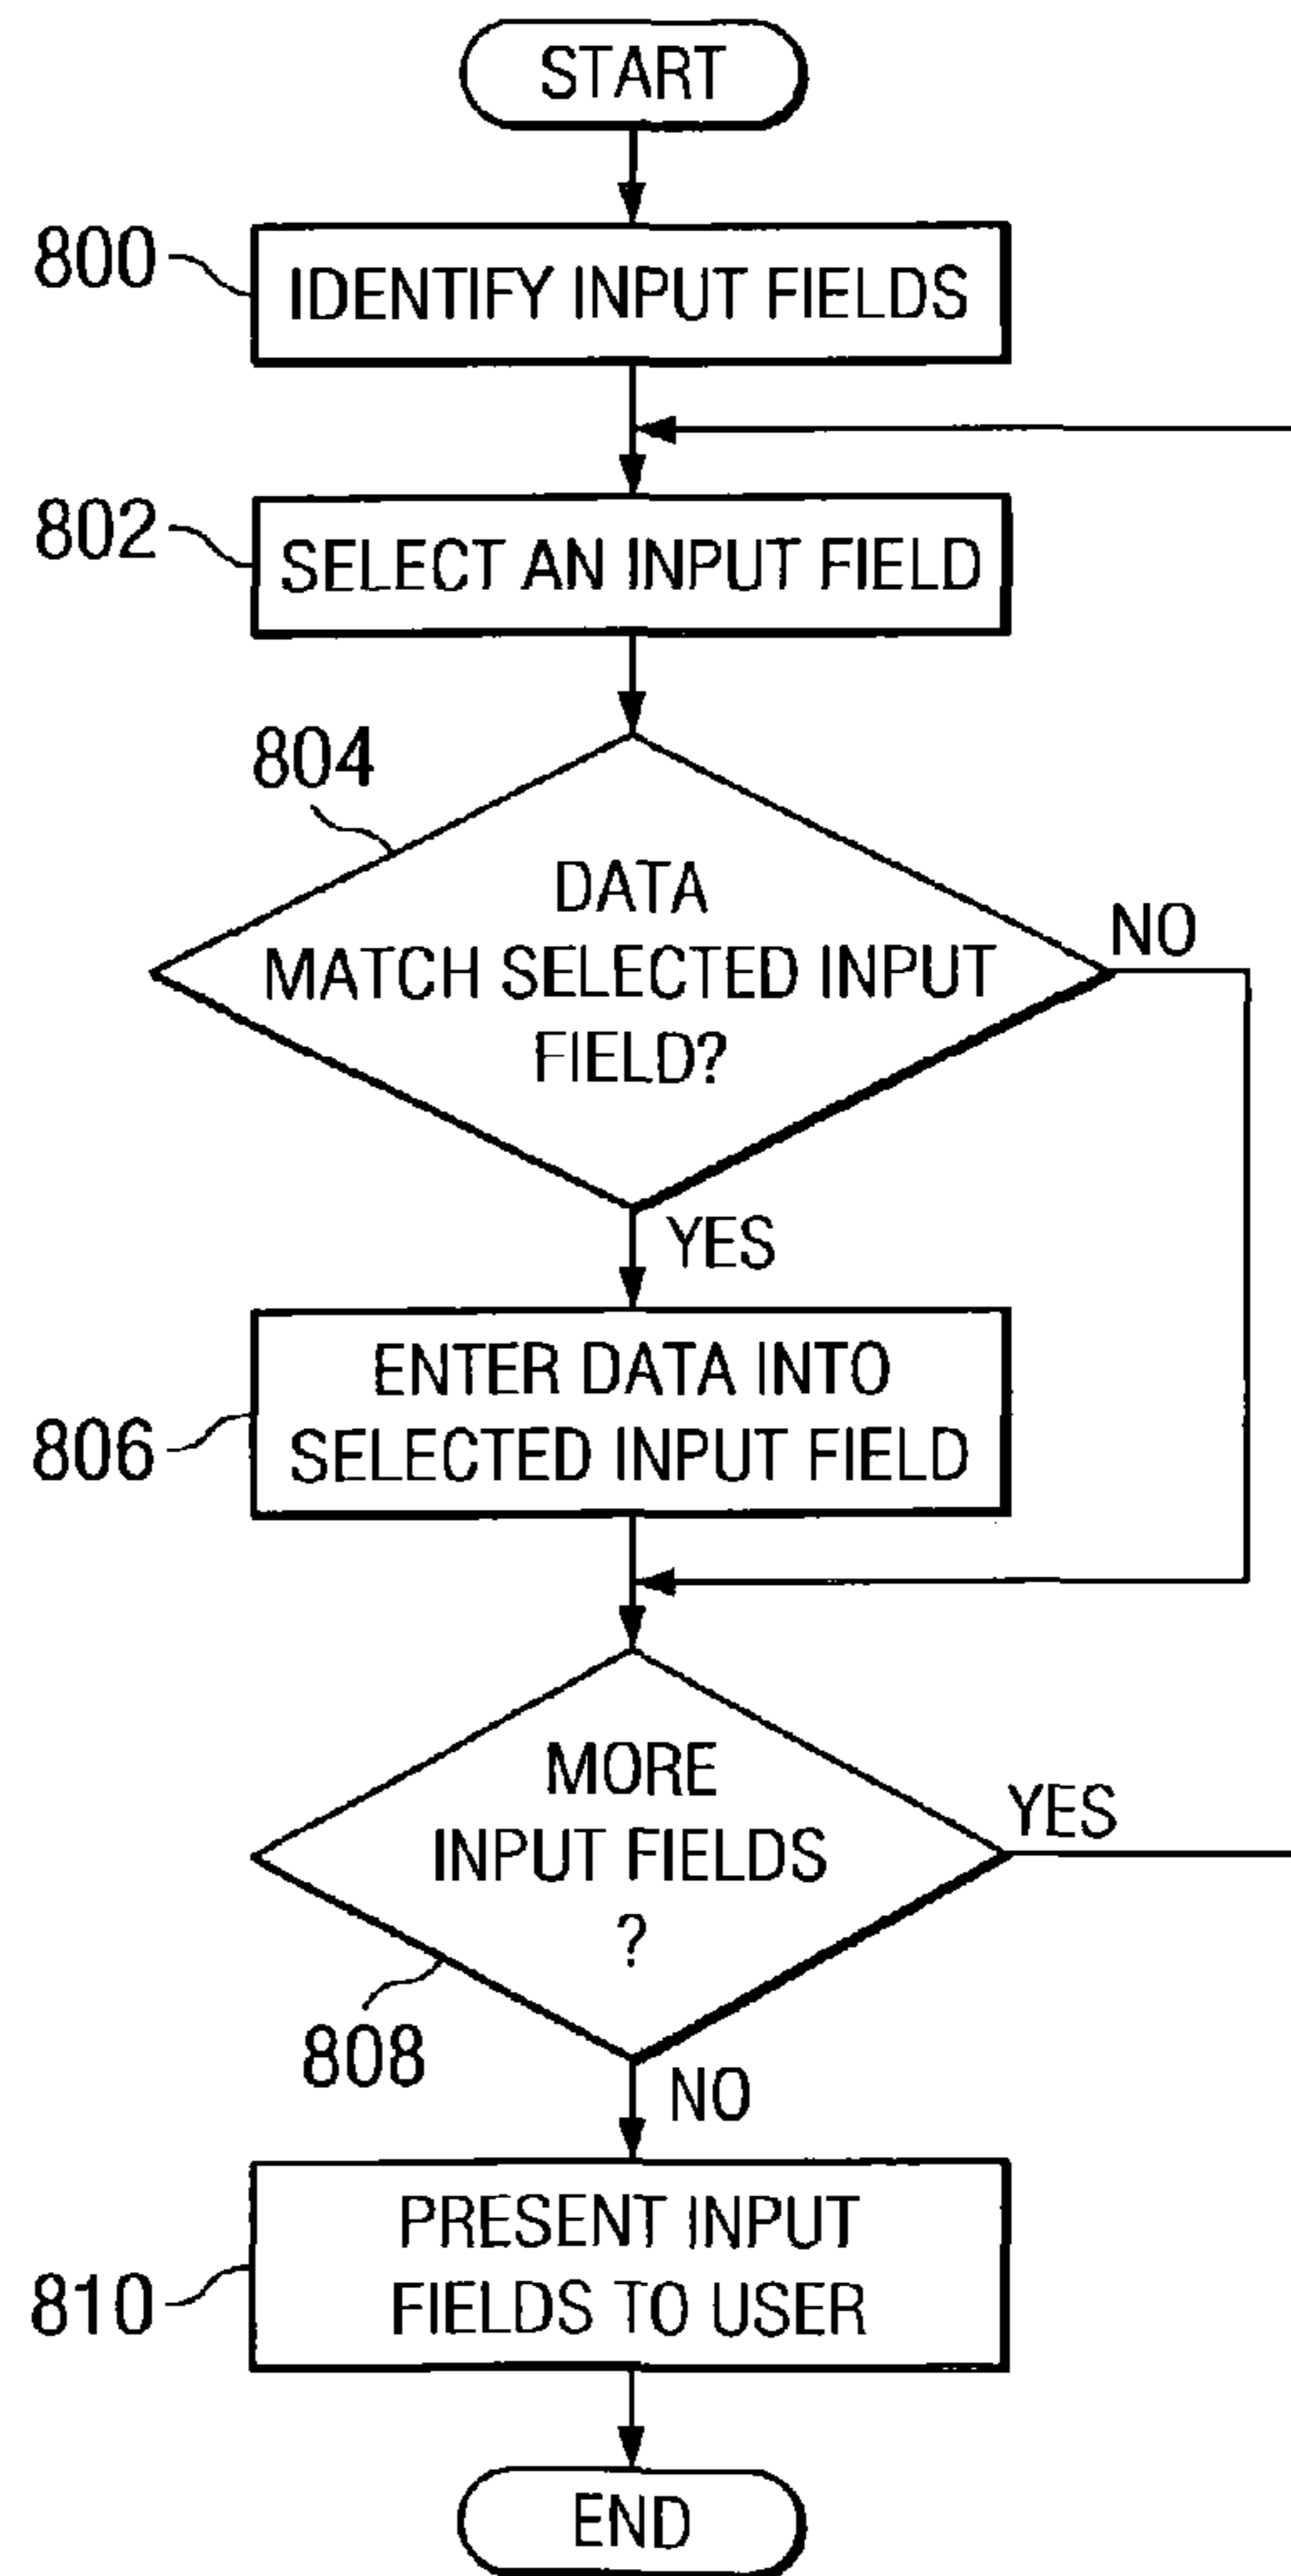 START
800
IDENTIFY INPUT FIELDS
802
SELECT AN INPUT FIELD
804
DATA
MATCH SELECTED INPUT
FIELD?
NO
YES
806
ENTER DATA INTO
SELECTED INPUT FIELD
MORE
INPUT FIELDS
?
YES
808
NO
810
PRESENT INPUT
FIELDS TO USER
END